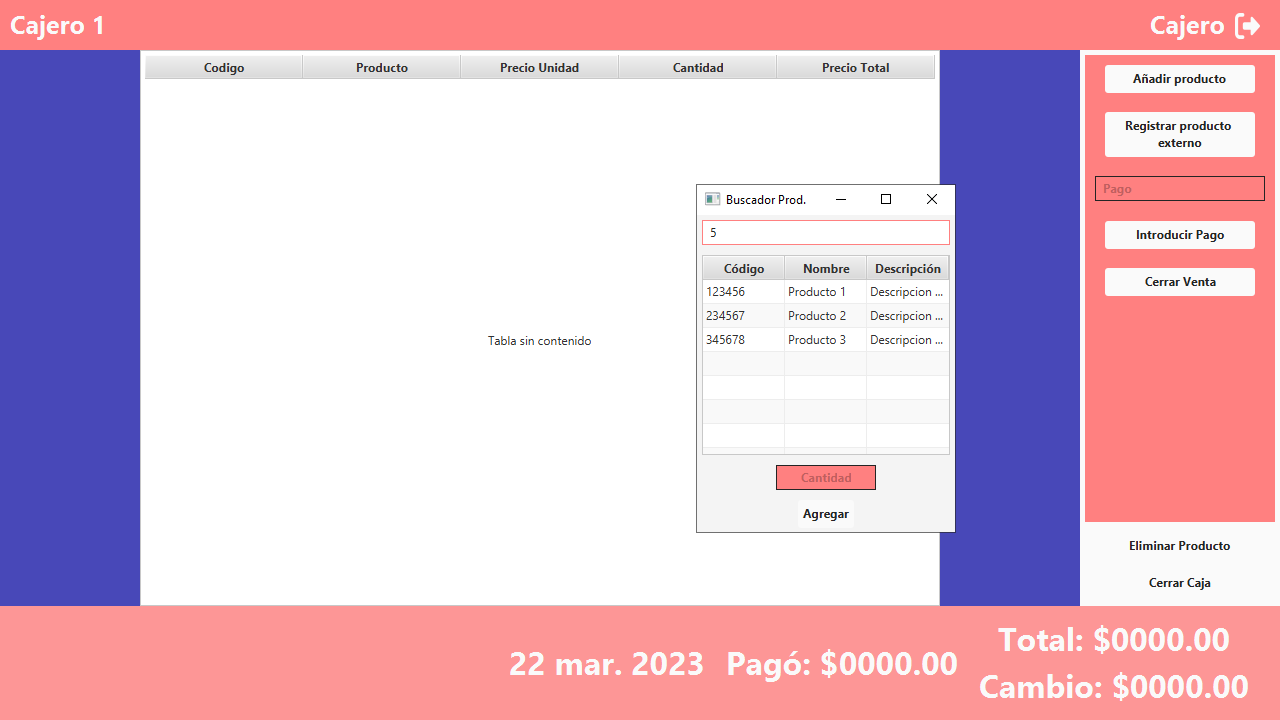 Cajero 1
Cajero
Codigo Producto Precio Unidad Cantidad Precio Total
Tabla sin contenido
Buscador Prod.
5
Código Nombre Descripción
123456 Producto 1 Descripcion ...
234567 Producto 2 Descripcion ...
345678 Producto 3 Descripcion ...
Cantidad
Agregar
Añadir producto
Registrar producto
externo
Pago
Introducir Pago
Cerrar Venta
Eliminar Producto
Cerrar Caja
22 mar. 2023 Pagó: $0000.00
Total: $0000.00
Cambio: $0000.00